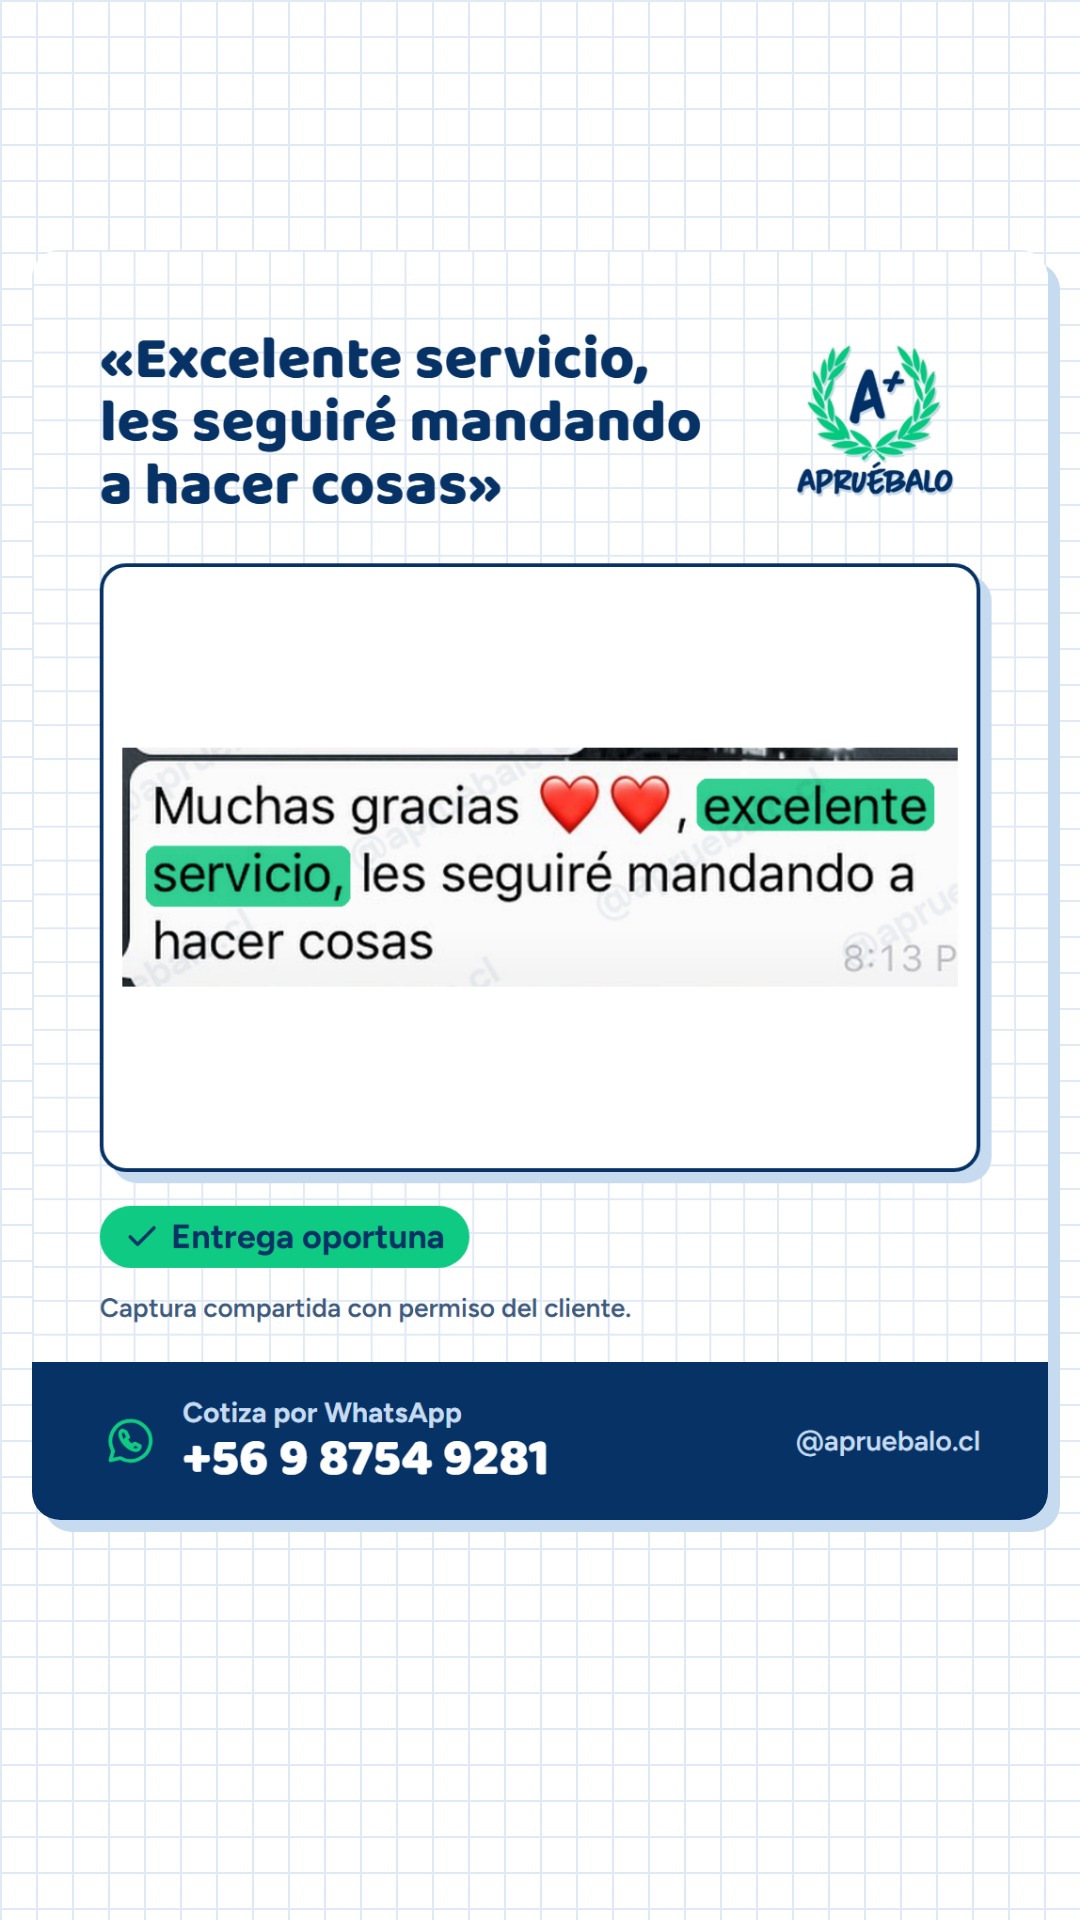 «Excelente servicio,
les seguiré mandando
a hacer cosas»
A+
APRUÉBALO
Muchas gracias ❤️❤️, excelente
servicio, les seguiré mandando a
hacer cosas
8:13 P
✓ Entrega oportuna
Captura compartida con permiso del cliente.
Cotiza por WhatsApp
+56 9 8754 9281
@apruebalo.cl